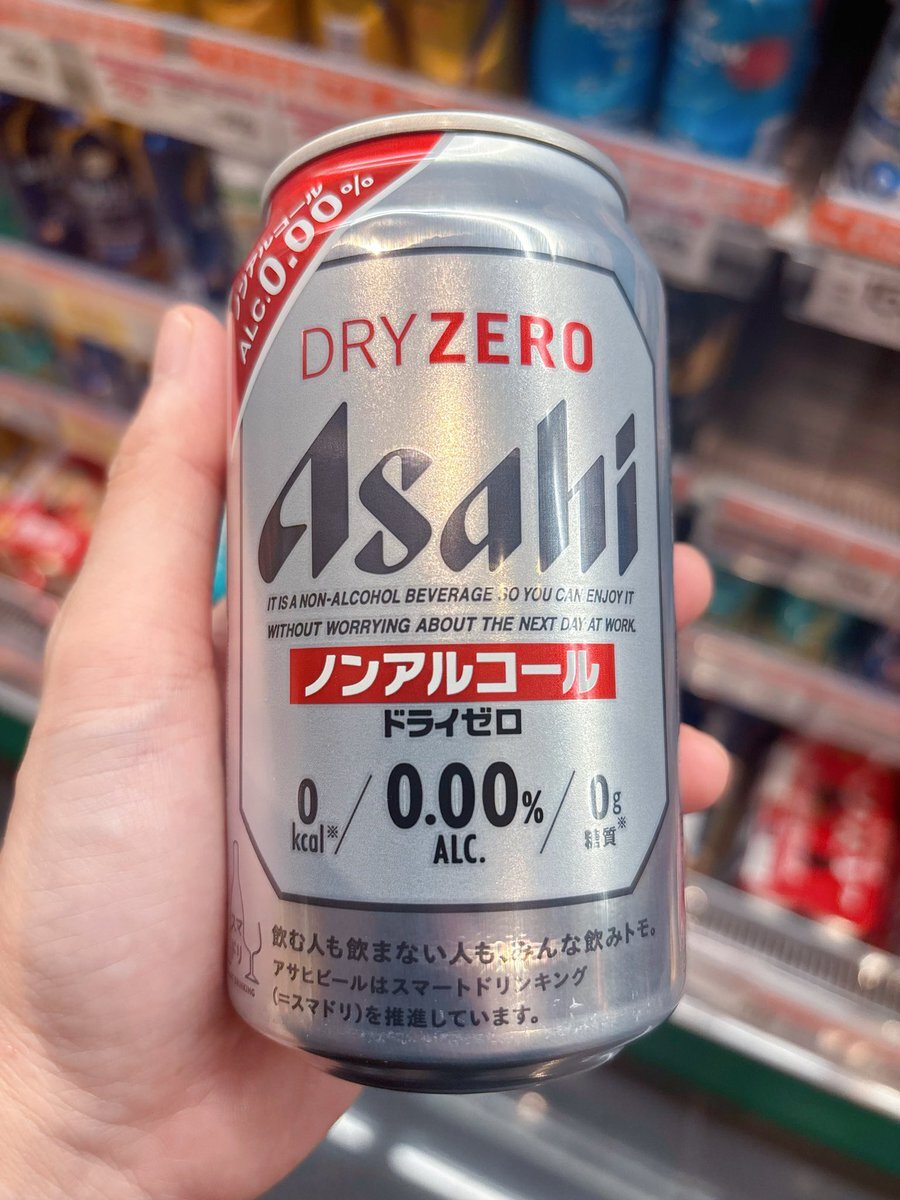 ノンアルコール
ALC.0.00%
DRYZERO
Asahi
IT IS A NON-ALCOHOL BEVERAGE SO YOU CAN ENJOY IT
WITHOUT WORRYING ABOUT THE NEXT DAY AT WORK.
ノンアルコール
ドライゼロ
0 kcal※ / 0.00% ALC. / 0g 糖質※
スマ
ドリ
飲む人も飲まない人も、みんな飲みトモ。
アサヒビールはスマートドリンキング
(=スマドリ)を推進しています。